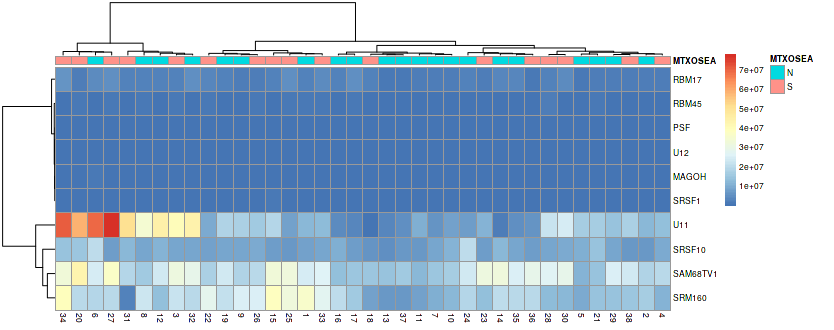 MTXOSEA
RBM17
RBM45
PSF
U12
MAGOH
SRSF1
U11
SRSF10
SAM68TV1
SRM160
34 20 6 27 31 8 12 3 32 22 19 9 26 15 25 1 33 16 17 18 13 37 11 7 10 24 23 14 35 36 28 30 5 21 29 38 2 4
7e+07
6e+07
5e+07
4e+07
3e+07
2e+07
1e+07
MTXOSEA
N
S